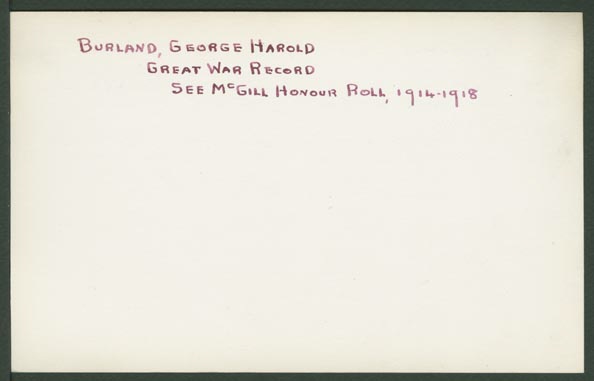 BURLAND, GEORGE HAROLD
GREAT WAR RECORD
SEE McGILL HONOUR ROLL, 1914-1918